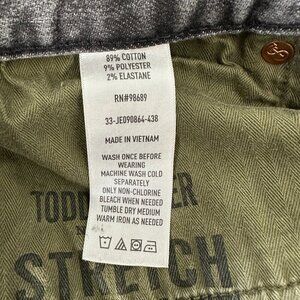 89% COTTON
9% POLYESTER
2% ELASTANE
RN#98689
33-JE090864-438
MADE IN VIETNAM
WASH ONCE BEFORE
WEARING
MACHINE WASH COLD
SEPARATELY
ONLY NON-CHLORINE
BLEACH WHEN NEEDED
TUMBLE DRY MEDIUM
WARM IRON AS NEEDED
STRETCH